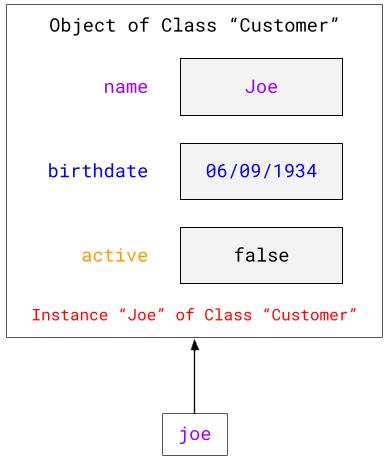 Object of Class “Customer”
name Joe
birthdate 06/09/1934
active false
Instance “Joe” of Class “Customer”
joe